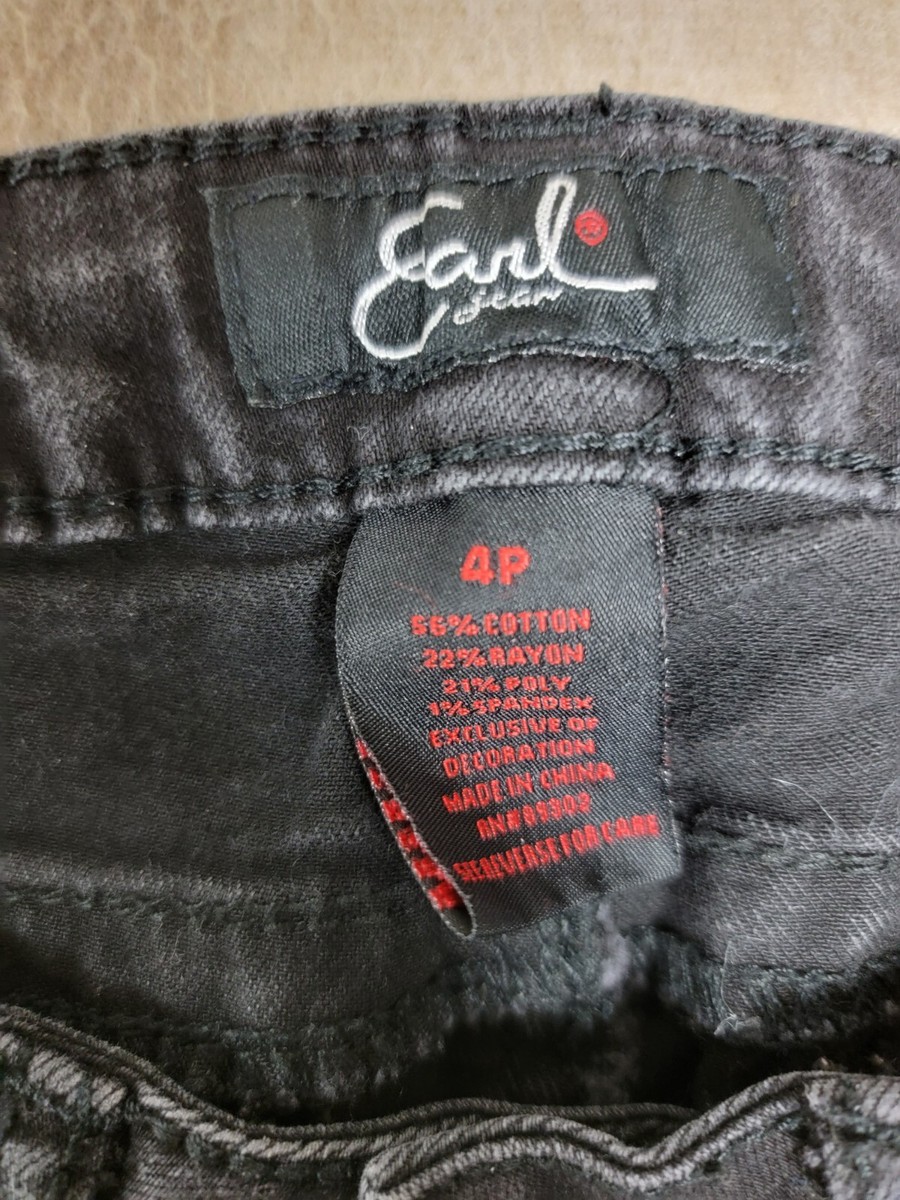 Earl®
Jean
4P
56% COTTON
22% RAYON
21% POLY
1% SPANDEX
EXCLUSIVE OF
DECORATION
MADE IN CHINA
RN# 89303
SEE REVERSE FOR CARE